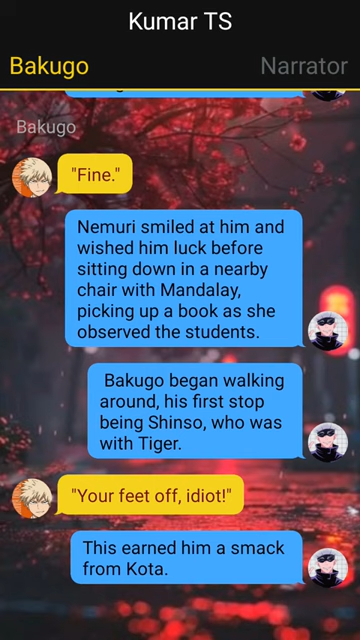 Kumar TS
Bakugo
Narrator
Bakugo
"Fine."
Nemuri smiled at him and
wished him luck before
sitting down in a nearby
chair with Mandalay,
picking up a book as she
observed the students.
Bakugo began walking
around, his first stop
being Shinso, who was
with Tiger.
"Your feet off, idiot!"
This earned him a smack
from Kota.